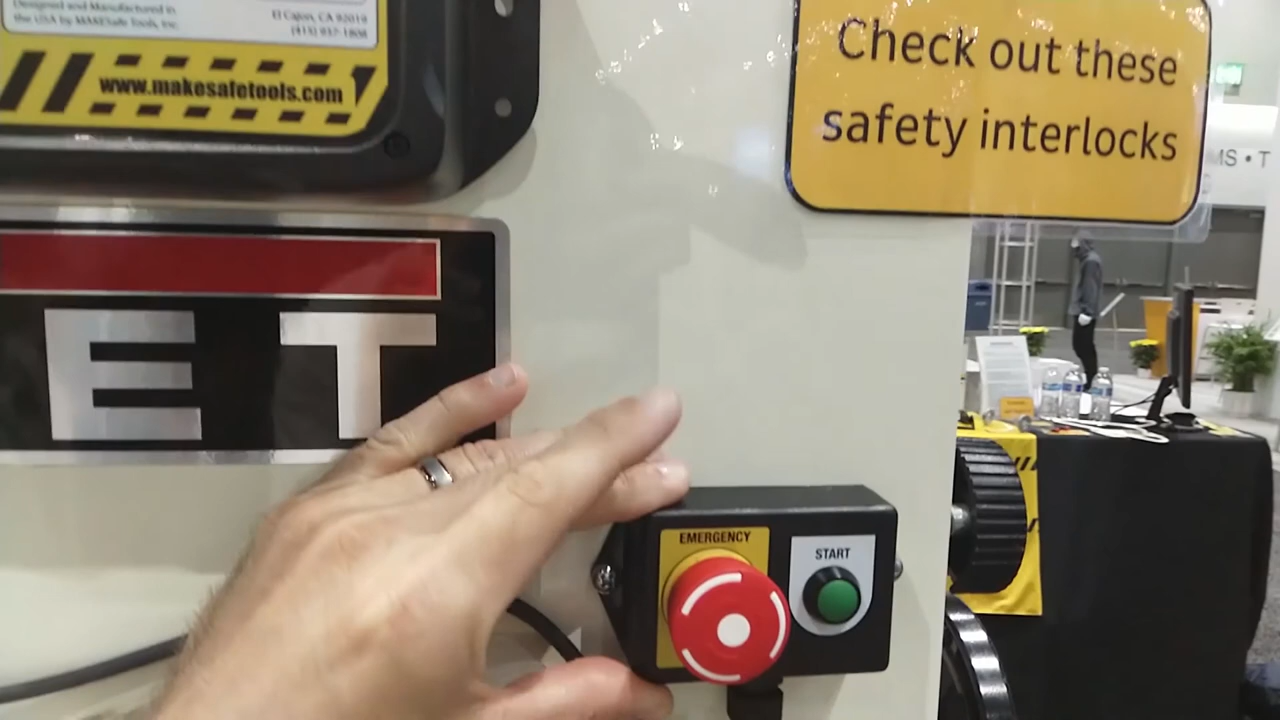 Designed and Manufactured in
the USA by MAKESafe Tools, Inc.
El Cajon, CA 92019
www.makesafetools.com
Check out these
safety interlocks
ET
EMERGENCY
START